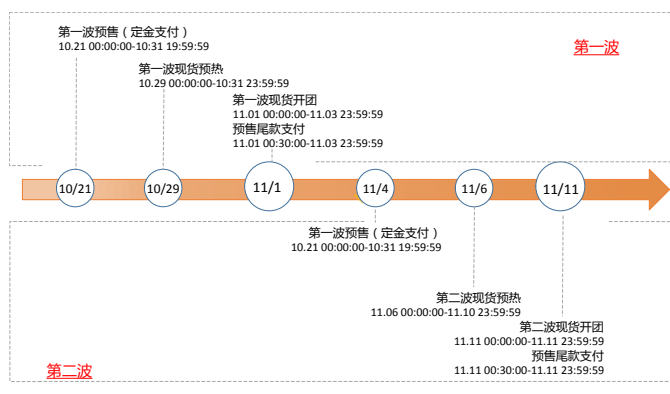 第一波预售（定金支付）
10.21 00:00:00-10:31 19:59:59
第一波
第一波现货预热
10.29 00:00:00-10:31 23:59:59
第一波现货开团
11.01 00:00:00-11.03 23:59:59
预售尾款支付
11.01 00:30:00-11.03 23:59:59
10/21
10/29
11/1
11/4
11/6
11/11
第一波预售（定金支付）
10.21 00:00:00-10:31 19:59:59
第二波现货预热
11.06 00:00:00-11.10 23:59:59
第二波现货开团
11.11 00:00:00-11.11 23:59:59
预售尾款支付
11.11 00:30:00-11.11 23:59:59
第二波